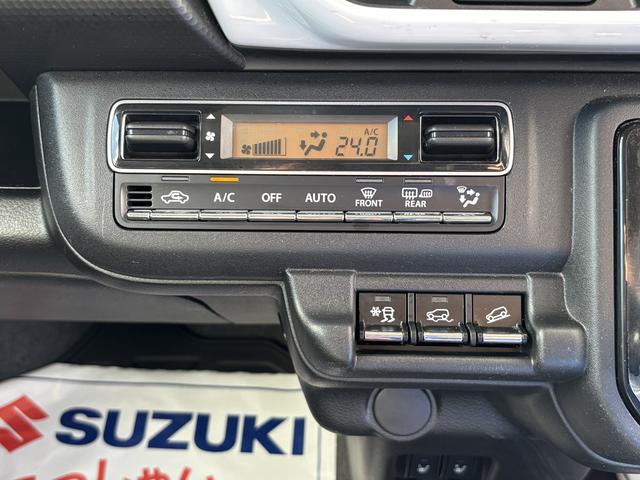 A/C
24.0
A/C OFF AUTO FRONT REAR
SUZUKI